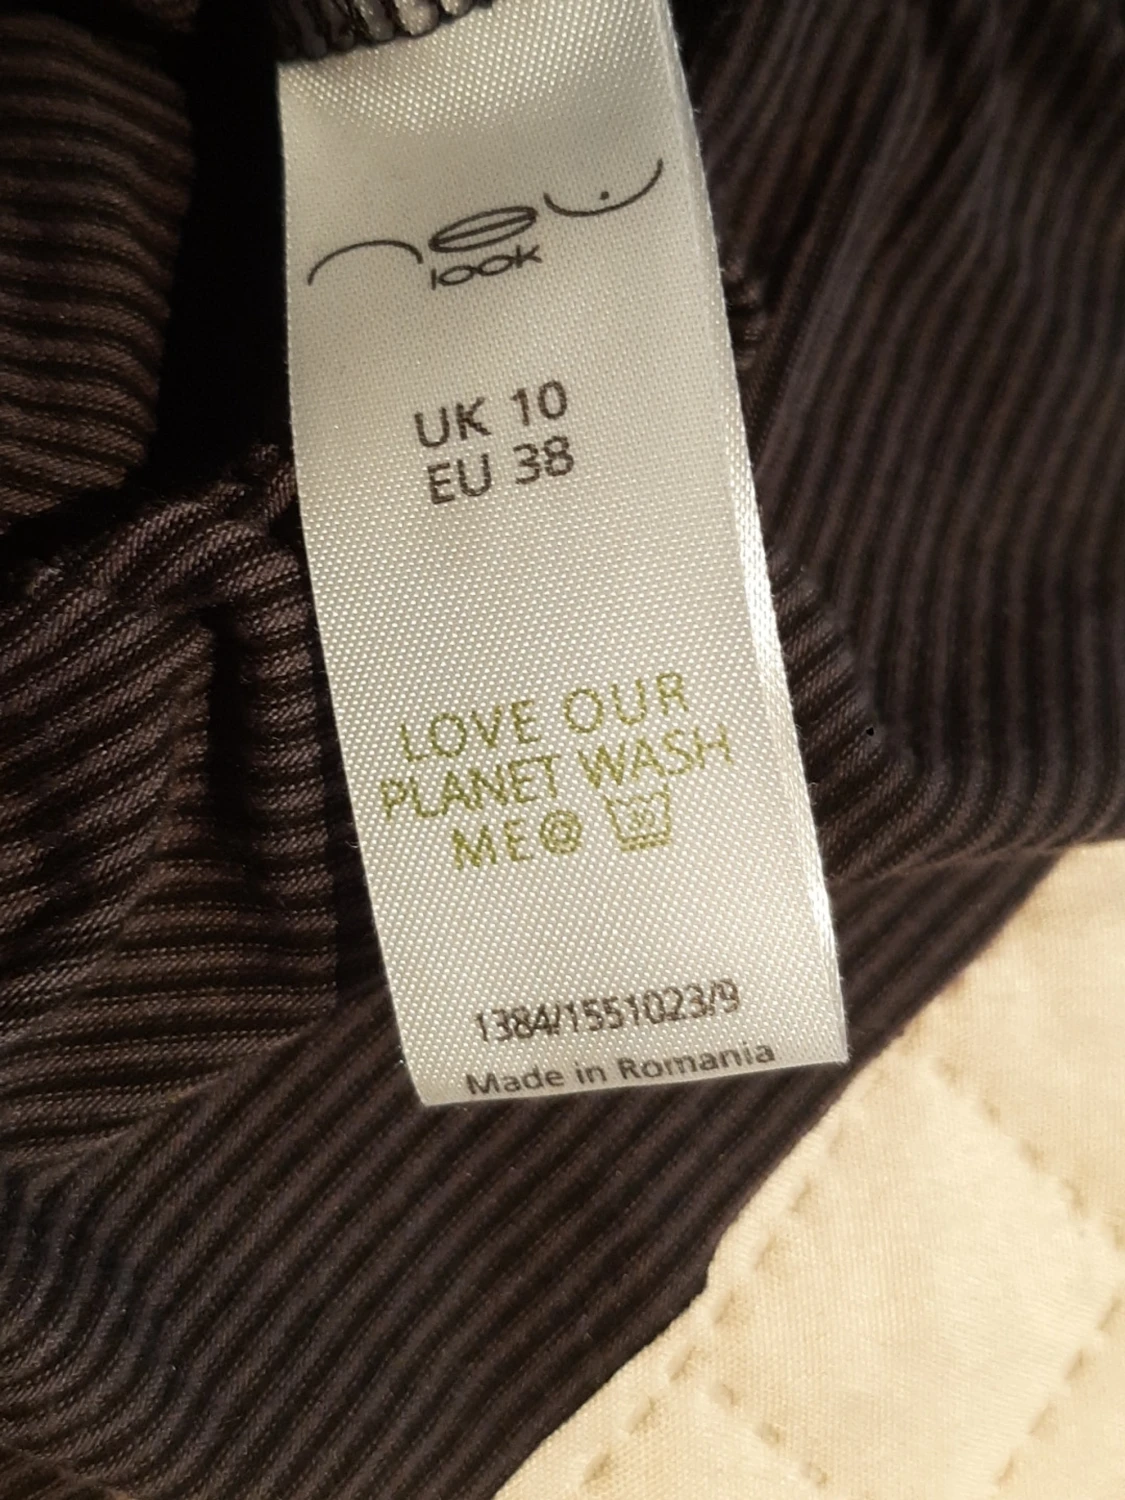 new
look
UK 10
EU 38
LOVE OUR
PLANET WASH
ME@ 30
1384/1551023/9
Made in Romania